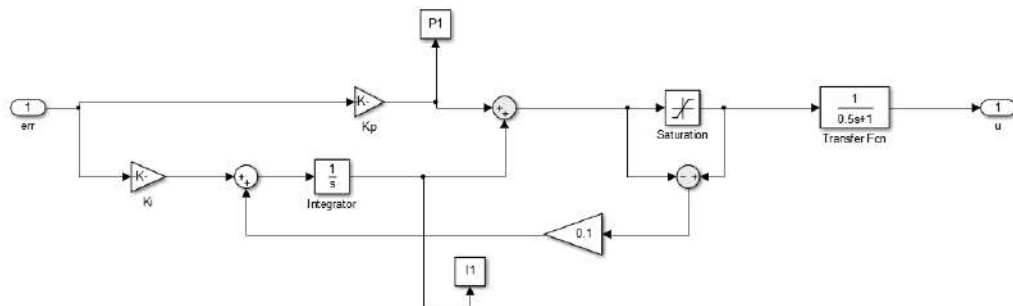 P1
1
err
K-
Kp
+
+
Saturation
1
0.5s+1
Transfer Fcn
1
u
K-
Ki
+
+
1
s
Integrator
- +
0.1
I1